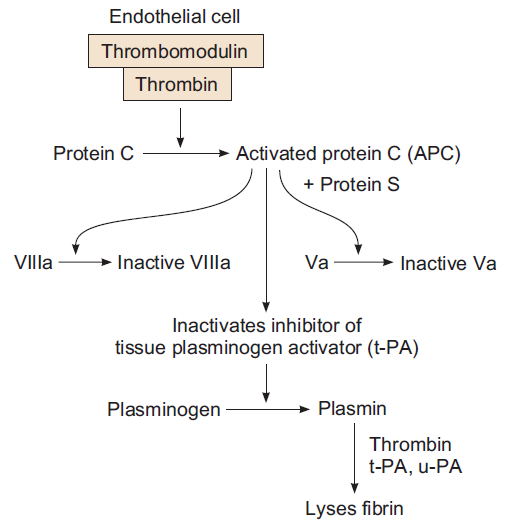 Endothelial cell
Thrombomodulin
Thrombin
Protein C
Activated protein C (APC)
+ Protein S
VIIIa
Inactive VIIIa
Va
Inactive Va
Inactivates inhibitor of
tissue plasminogen activator (t-PA)
Plasminogen
Plasmin
Thrombin
t-PA, u-PA
Lyses fibrin